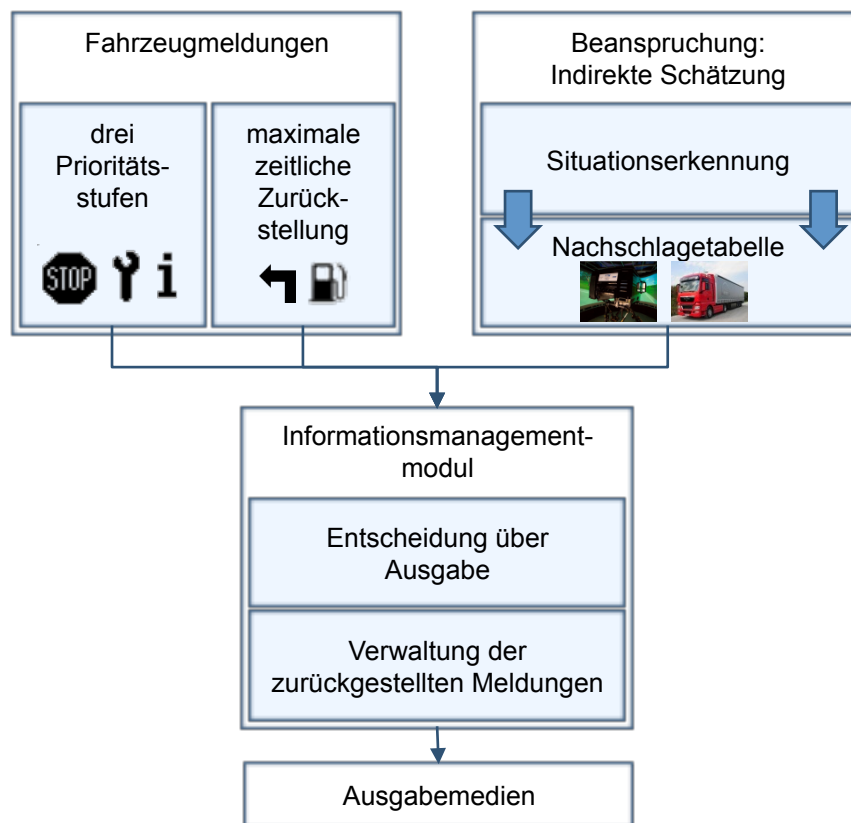 Fahrzeugmeldungen
drei
Prioritäts-
stufen
STOP
i
maximale
zeitliche
Zurück-
stellung
Beanspruchung:
Indirekte Schätzung
Situationserkennung
Nachschlagetabelle
Informationsmanagement-
modul
Entscheidung über
Ausgabe
Verwaltung der
zurückgestellten Meldungen
Ausgabemedien